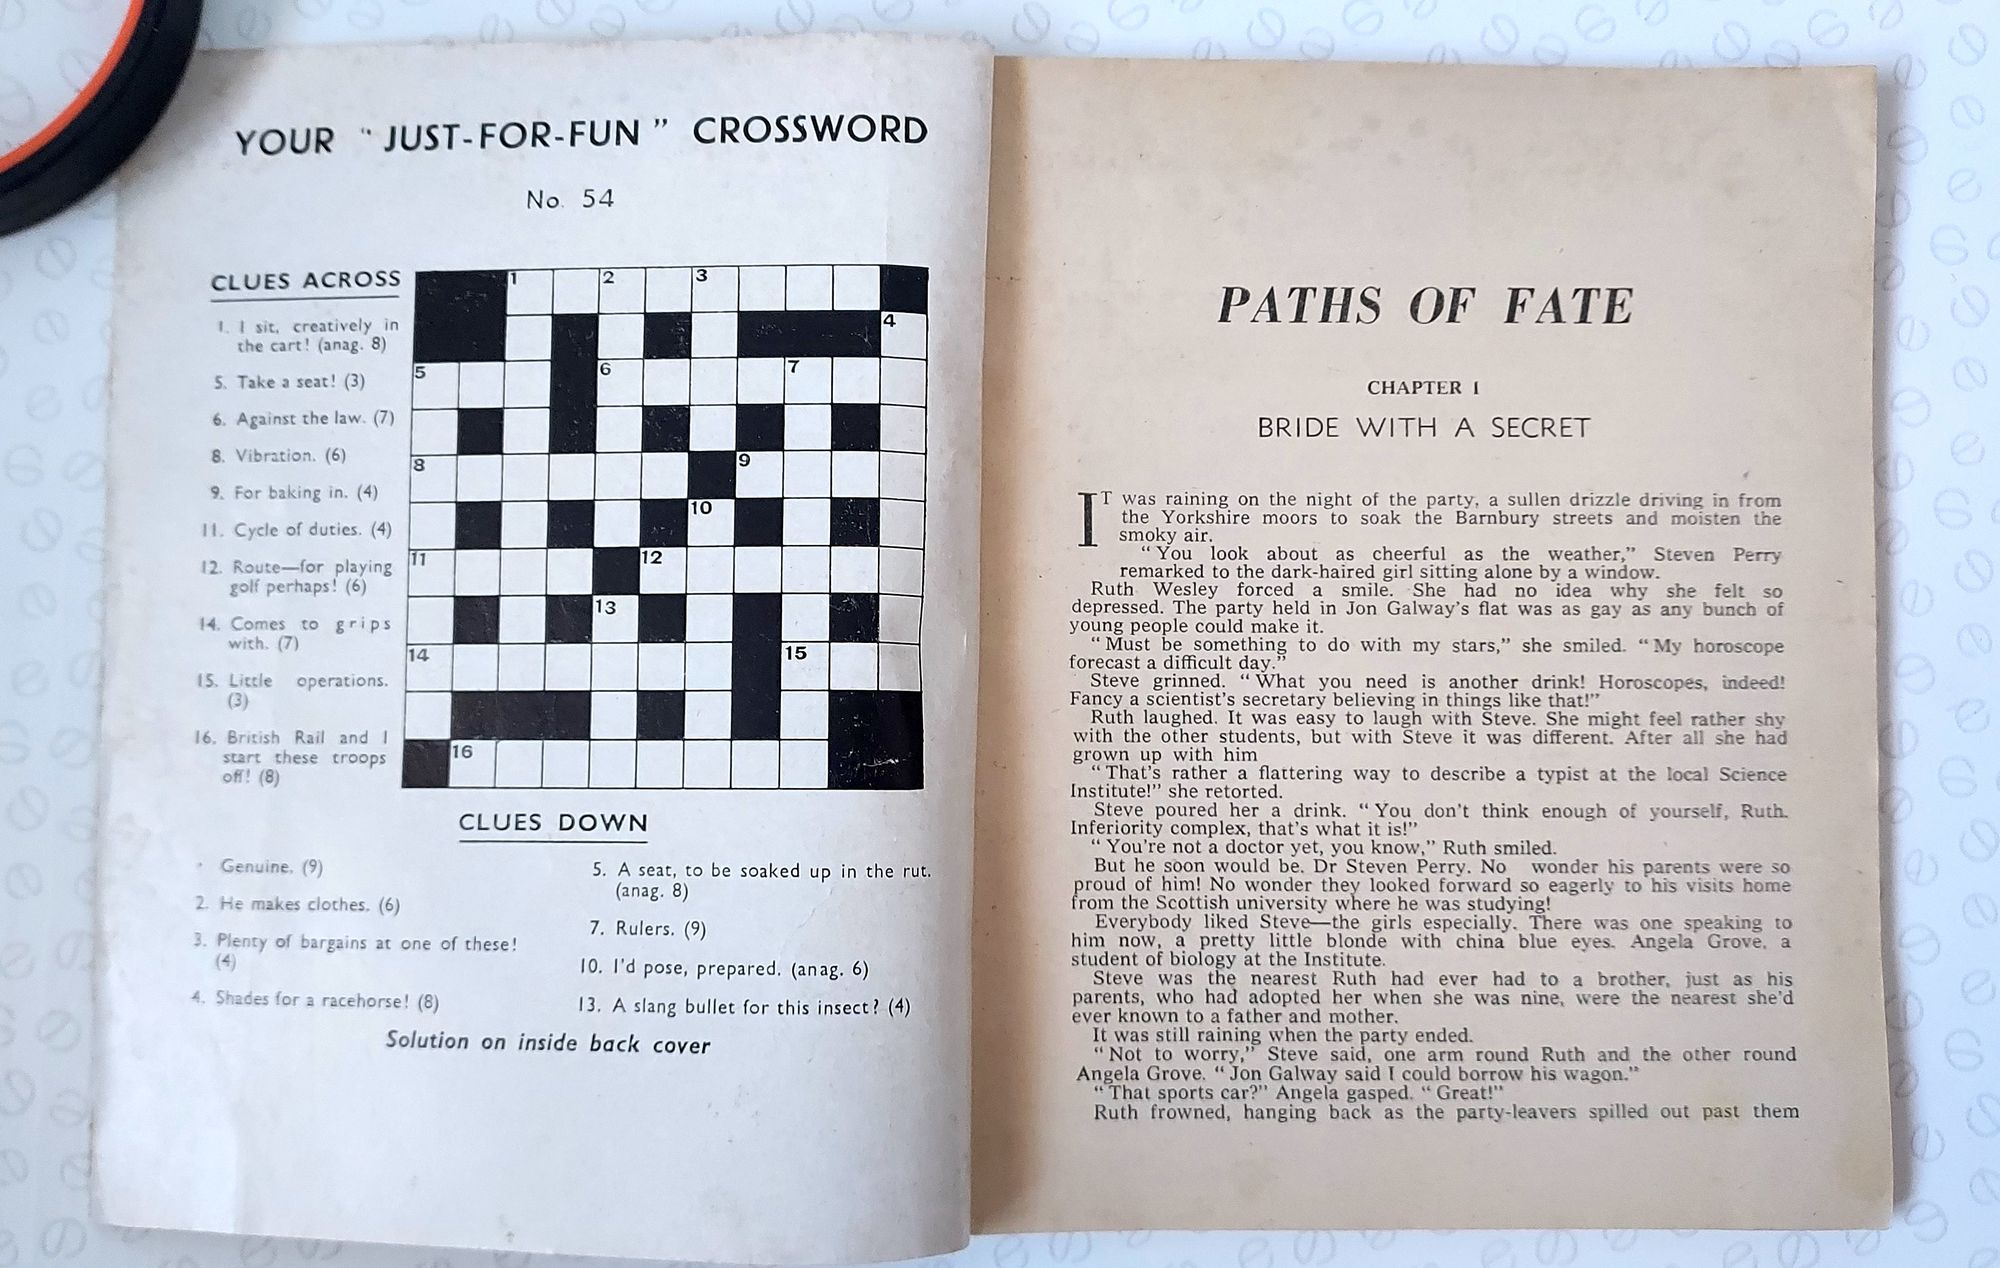 YOUR "JUST-FOR-FUN" CROSSWORD
No. 54
CLUES ACROSS
1. I sit, creatively in
the cart! (anag. 8)
5. Take a seat! (3)
6. Against the law. (7)
8. Vibration. (6)
9. For baking in. (4)
11. Cycle of duties. (4)
12. Route—for playing
golf perhaps! (6)
14. Comes to grips
with. (7)
15. Little operations.
(3)
16. British Rail and I
start these troops
off! (8)
1 2 3
4
5 6 7
8 9
10
11 12
13
14 15
16
CLUES DOWN
Genuine. (9)
2. He makes clothes. (6)
3. Plenty of bargains at one of these!
(4)
4. Shades for a racehorse! (8)
5. A seat, to be soaked up in the rut.
(anag. 8)
7. Rulers. (9)
10. I'd pose, prepared. (anag. 6)
13. A slang bullet for this insect? (4)
Solution on inside back cover
PATHS OF FATE
CHAPTER 1
BRIDE WITH A SECRET
IT was raining on the night of the party, a sullen drizzle driving in from
the Yorkshire moors to soak the Barnbury streets and moisten the
smoky air.
"You look about as cheerful as the weather," Steven Perry
remarked to the dark-haired girl sitting alone by a window.
Ruth Wesley forced a smile. She had no idea why she felt so
depressed. The party held in Jon Galway's flat was as gay as any bunch of
young people could make it.
"Must be something to do with my stars," she smiled. "My horoscope
forecast a difficult day."
Steve grinned. "What you need is another drink! Horoscopes, indeed!
Fancy a scientist's secretary believing in things like that!"
Ruth laughed. It was easy to laugh with Steve. She might feel rather shy
with the other students, but with Steve it was different. After all she had
grown up with him
"That's rather a flattering way to describe a typist at the local Science
Institute!" she retorted.
Steve poured her a drink. "You don't think enough of yourself, Ruth.
Inferiority complex, that's what it is!"
"You're not a doctor yet, you know," Ruth smiled.
But he soon would be. Dr Steven Perry. No wonder his parents were so
proud of him! No wonder they looked forward so eagerly to his visits home
from the Scottish university where he was studying!
Everybody liked Steve—the girls especially. There was one speaking to
him now, a pretty little blonde with china blue eyes. Angela Grove, a
student of biology at the Institute.
Steve was the nearest Ruth had ever had to a brother, just as his
parents, who had adopted her when she was nine, were the nearest she'd
ever known to a father and mother.
It was still raining when the party ended.
"Not to worry," Steve said, one arm round Ruth and the other round
Angela Grove. "Jon Galway said I could borrow his wagon."
"That sports car?" Angela gasped. "Great!"
Ruth frowned, hanging back as the party-leavers spilled out past them